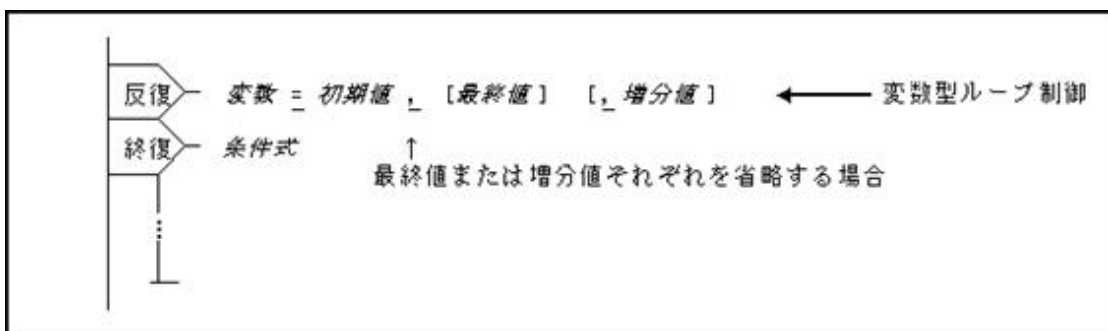 反復 変数 = 初期値 , [最終値] [, 増分値] ← 変数型ループ制御
終復 条件式 ↑
最終値または増分値それぞれを省略する場合